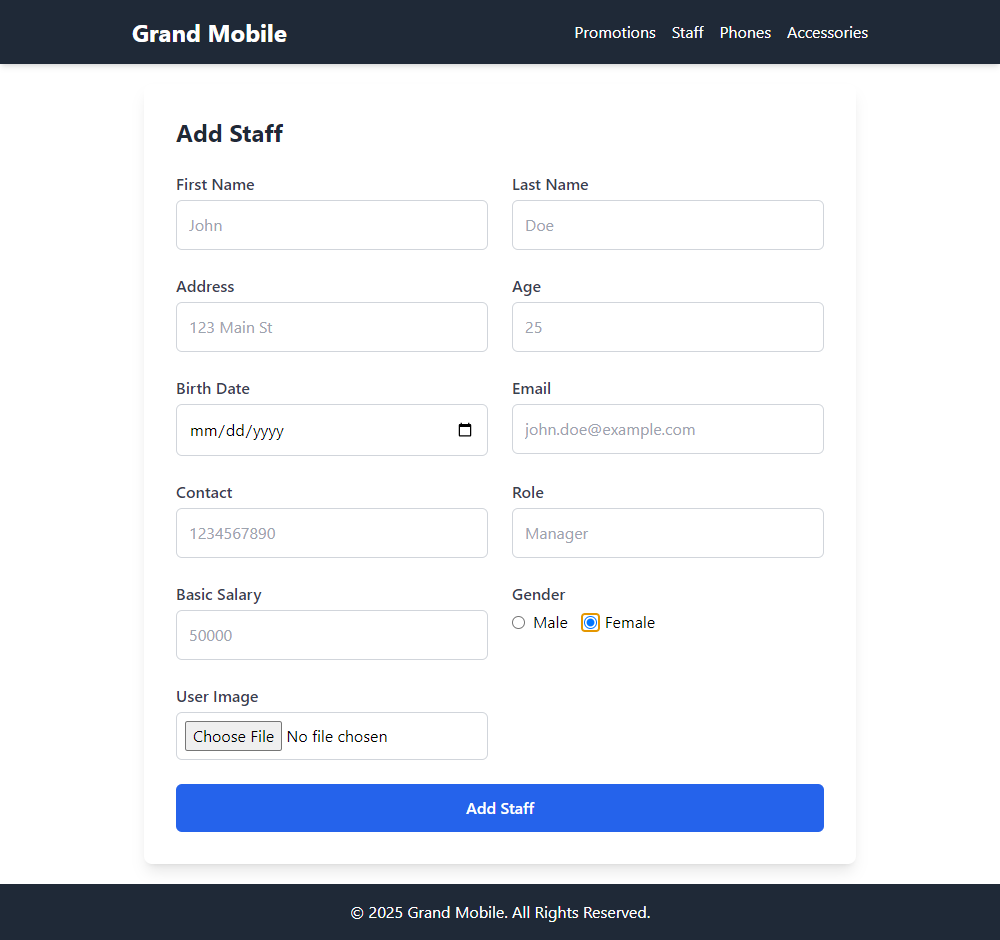 Grand Mobile
Promotions Staff Phones Accessories
Add Staff
First Name
John
Last Name
Doe
Address
123 Main St
Age
25
Birth Date
mm/dd/yyyy
Email
john.doe@example.com
Contact
1234567890
Role
Manager
Basic Salary
50000
Gender
Male Female
User Image
Choose File No file chosen
Add Staff
© 2025 Grand Mobile. All Rights Reserved.